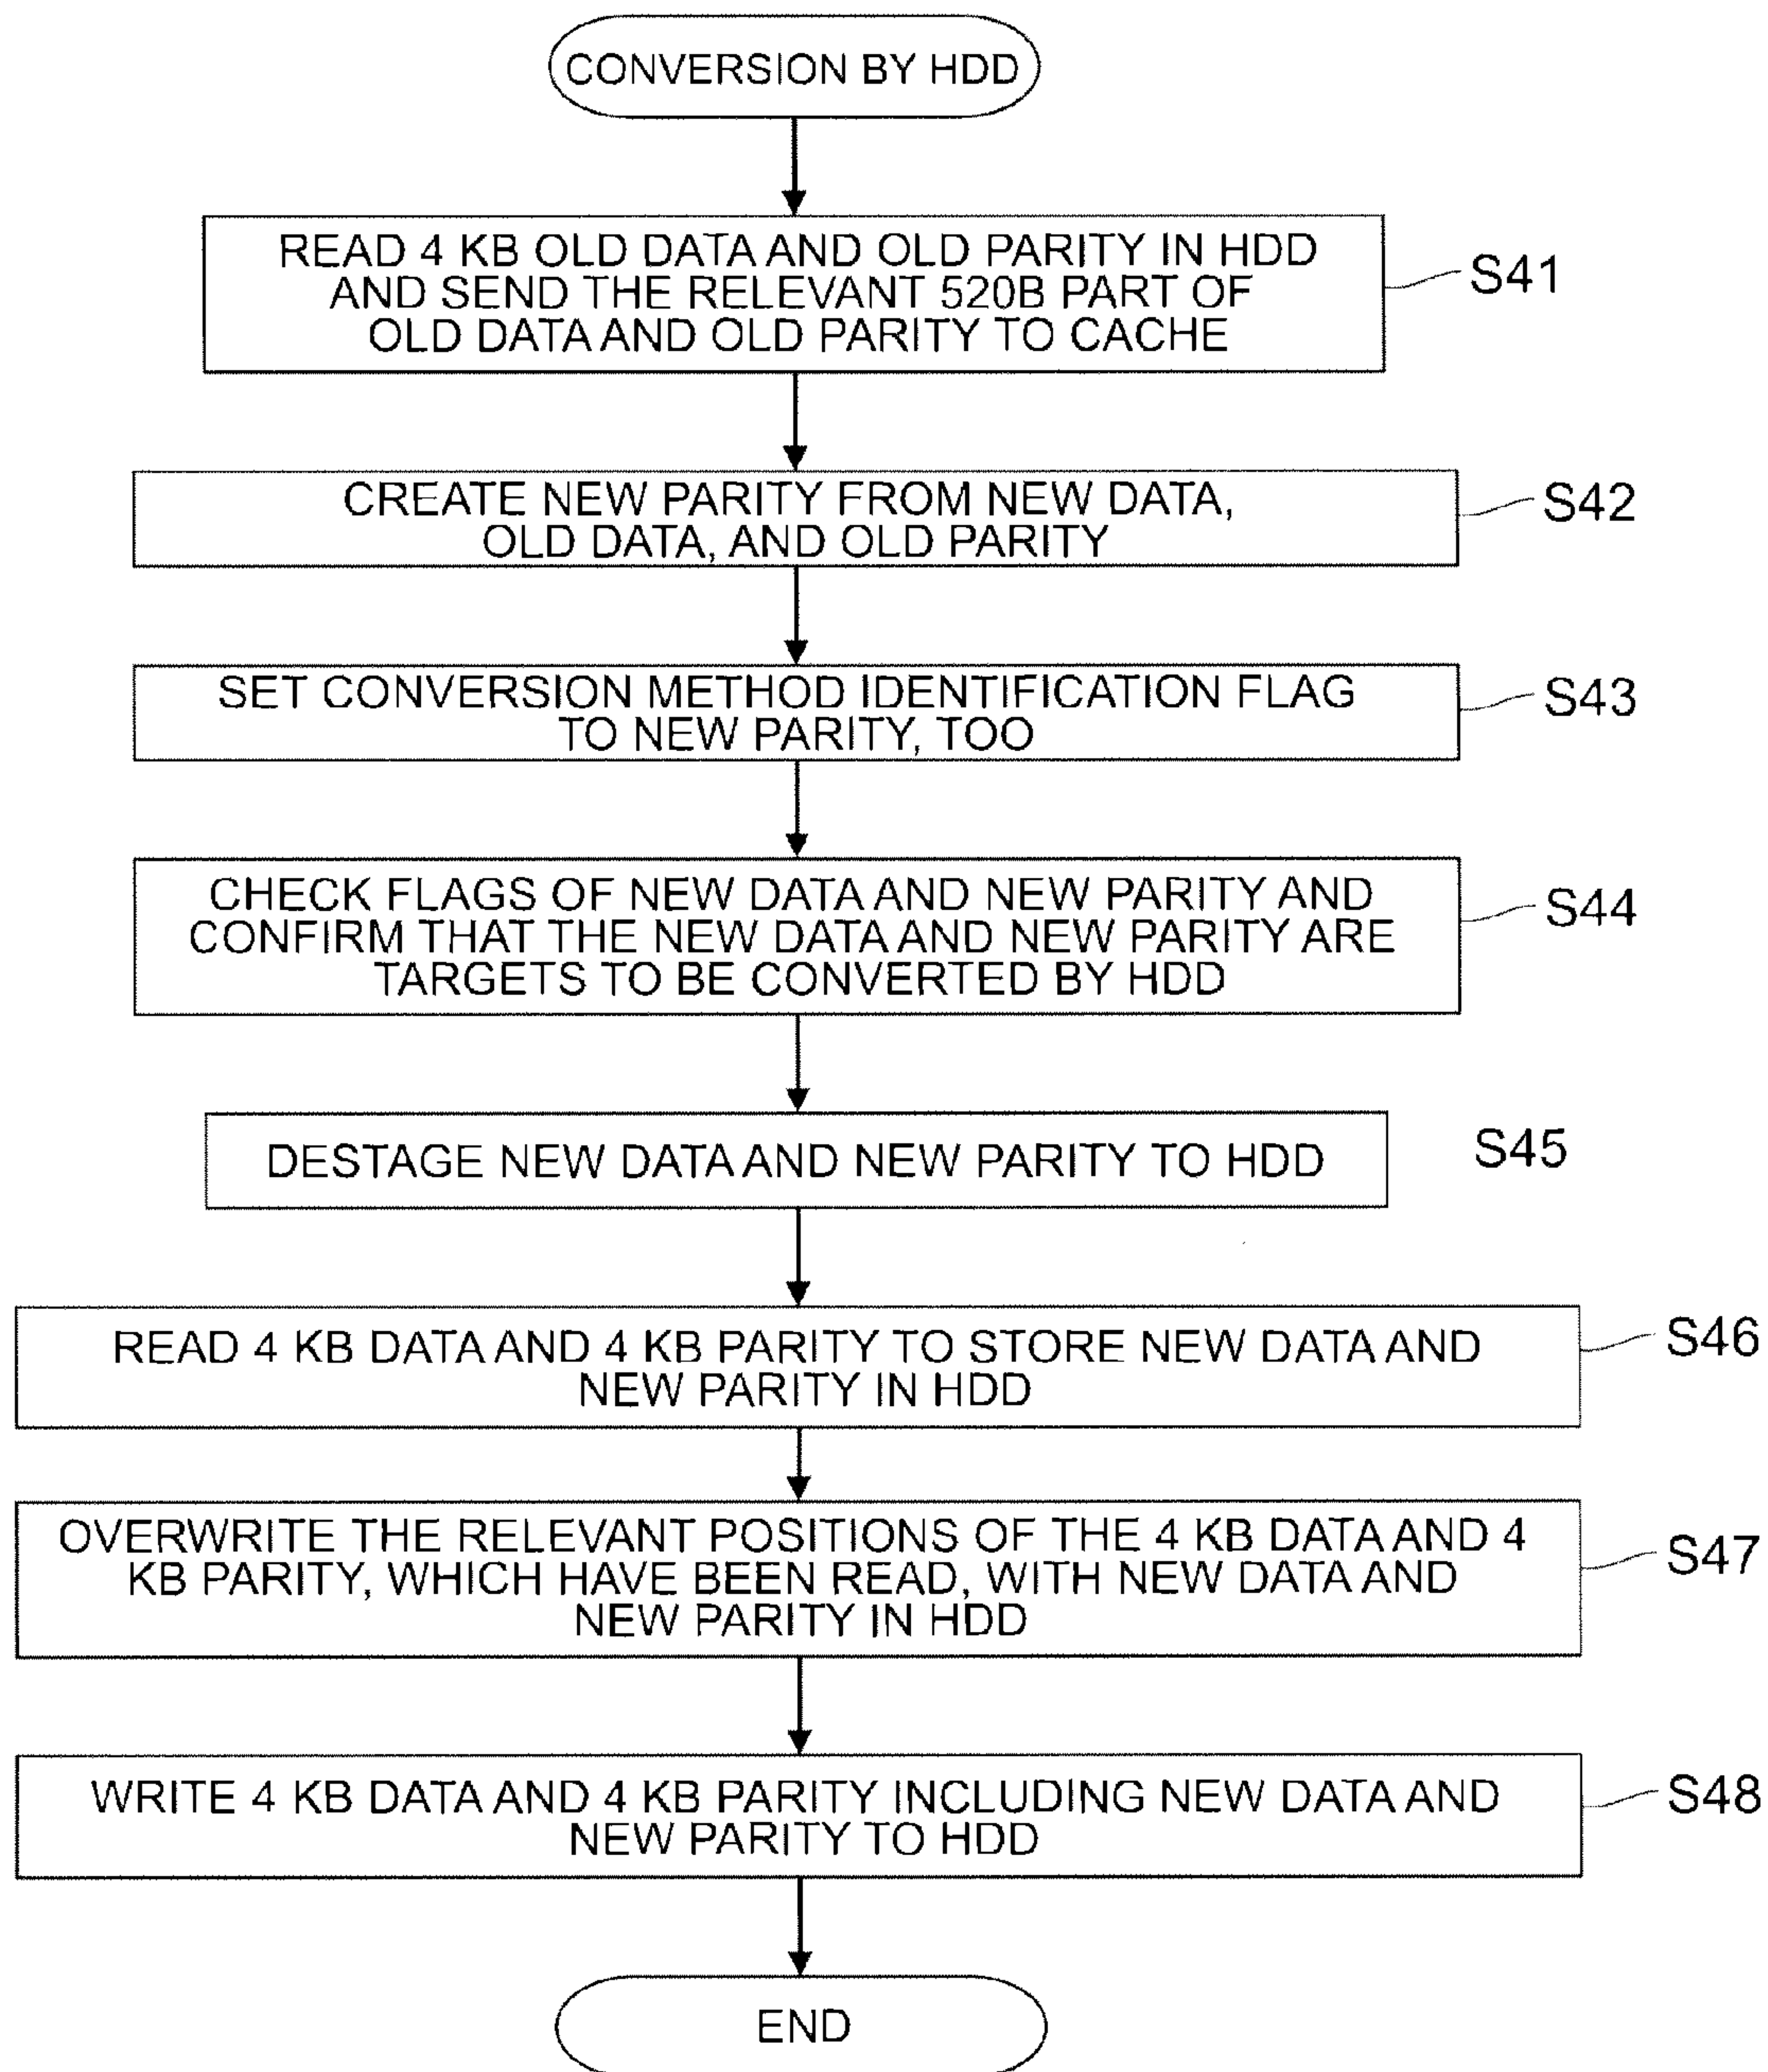 CONVERSION BY HDD
READ 4 KB OLD DATA AND OLD PARITY IN HDD
AND SEND THE RELEVANT 520B PART OF
OLD DATA AND OLD PARITY TO CACHE
S41
CREATE NEW PARITY FROM NEW DATA,
OLD DATA, AND OLD PARITY
S42
SET CONVERSION METHOD IDENTIFICATION FLAG
TO NEW PARITY, TOO
S43
CHECK FLAGS OF NEW DATA AND NEW PARITY AND
CONFIRM THAT THE NEW DATA AND NEW PARITY ARE
TARGETS TO BE CONVERTED BY HDD
S44
DESTAGE NEW DATA AND NEW PARITY TO HDD
S45
READ 4 KB DATA AND 4 KB PARITY TO STORE NEW DATA AND
NEW PARITY IN HDD
S46
OVERWRITE THE RELEVANT POSITIONS OF THE 4 KB DATA AND 4
KB PARITY, WHICH HAVE BEEN READ, WITH NEW DATA AND
NEW PARITY IN HDD
S47
WRITE 4 KB DATA AND 4 KB PARITY INCLUDING NEW DATA AND
NEW PARITY TO HDD
S48
END